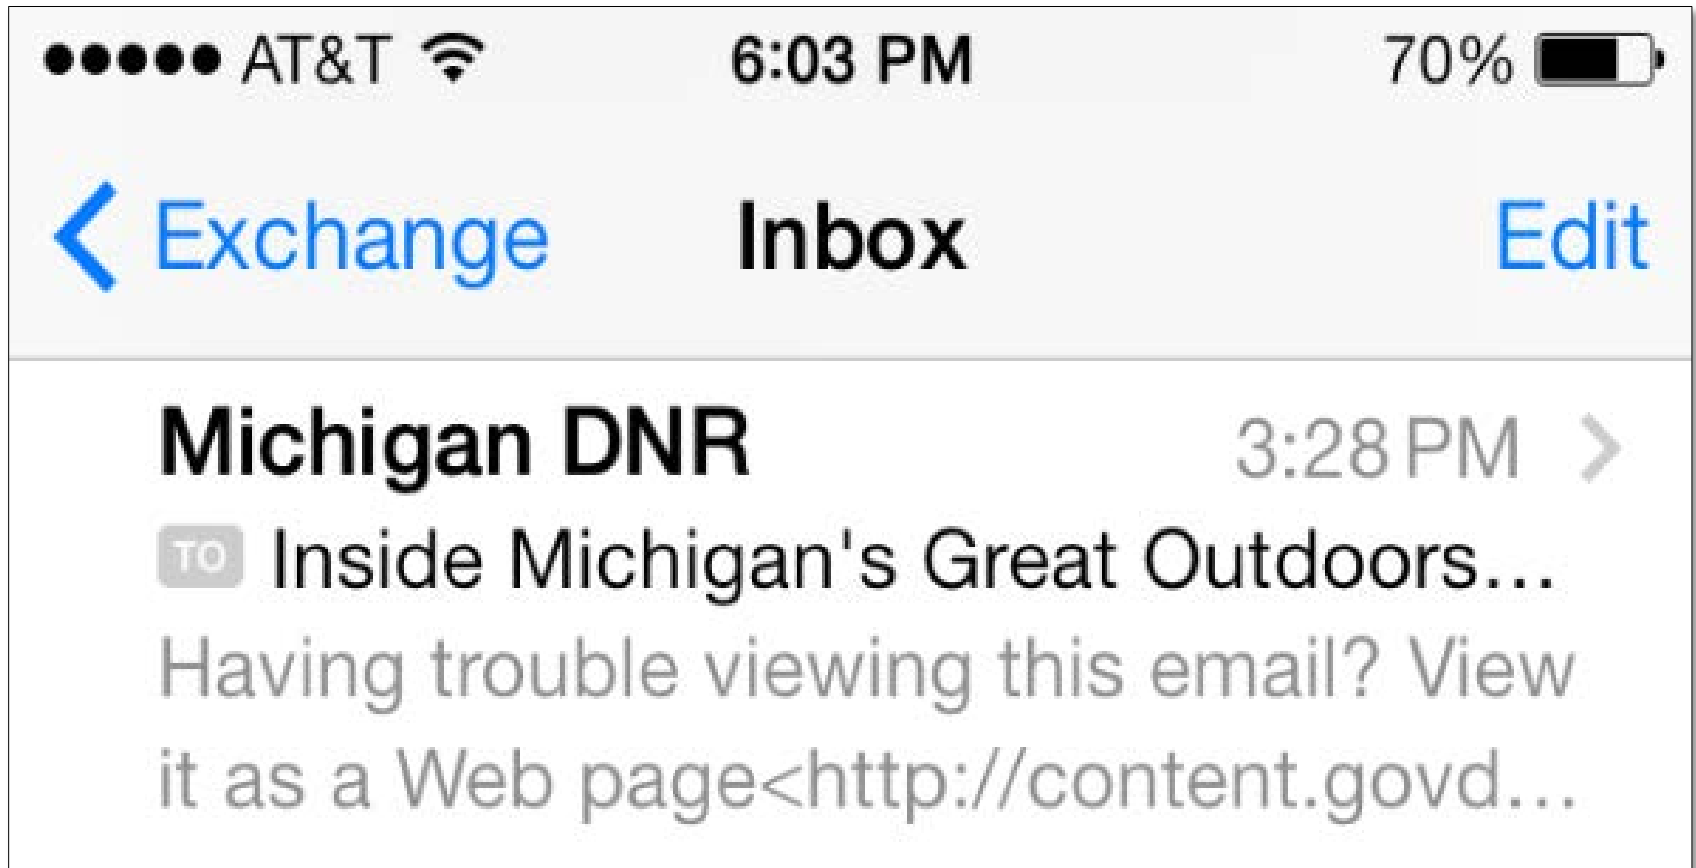 AT&T 6:03 PM 70%
Exchange Inbox Edit
Michigan DNR 3:28 PM
TO Inside Michigan's Great Outdoors...
Having trouble viewing this email? View
it as a Web page<http://content.govd...